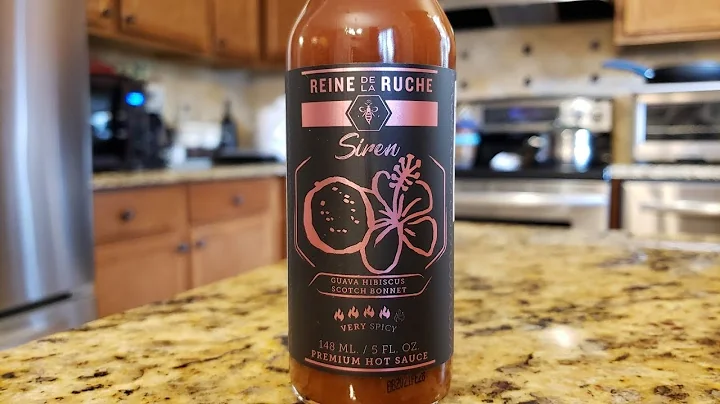 REINE DE LA RUCHE
Siren
GUAVA HIBISCUS
SCOTCH BONNET
VERY SPICY
148 ML. / 5 FL. OZ.
PREMIUM HOT SAUCE